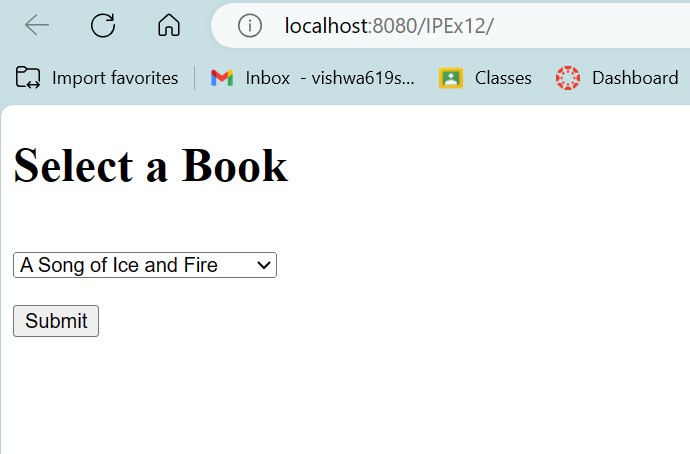 localhost:8080/IPEx12/
Import favorites Inbox - vishwa619s... Classes Dashboard
Select a Book
A Song of Ice and Fire
Submit